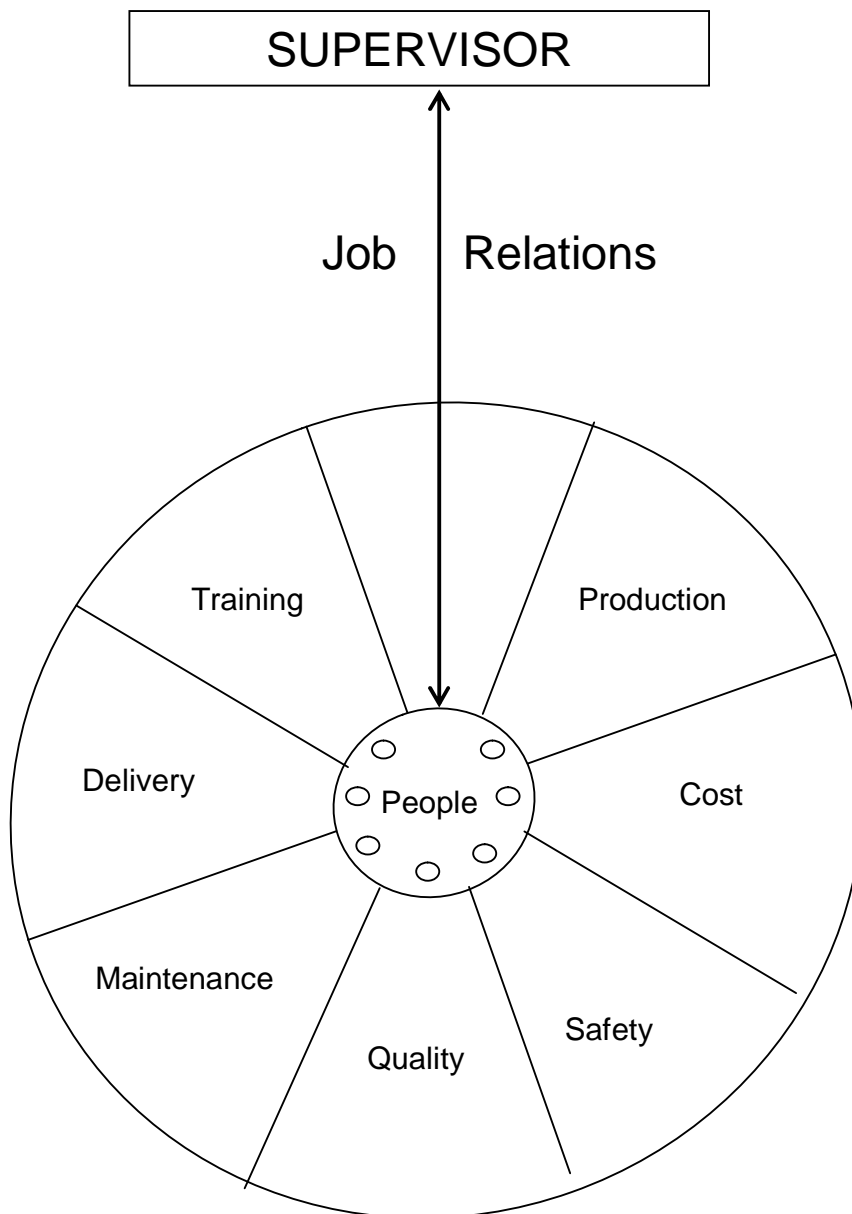 SUPERVISOR
Job Relations
Training
Production
Delivery
People
Cost
Maintenance
Safety
Quality